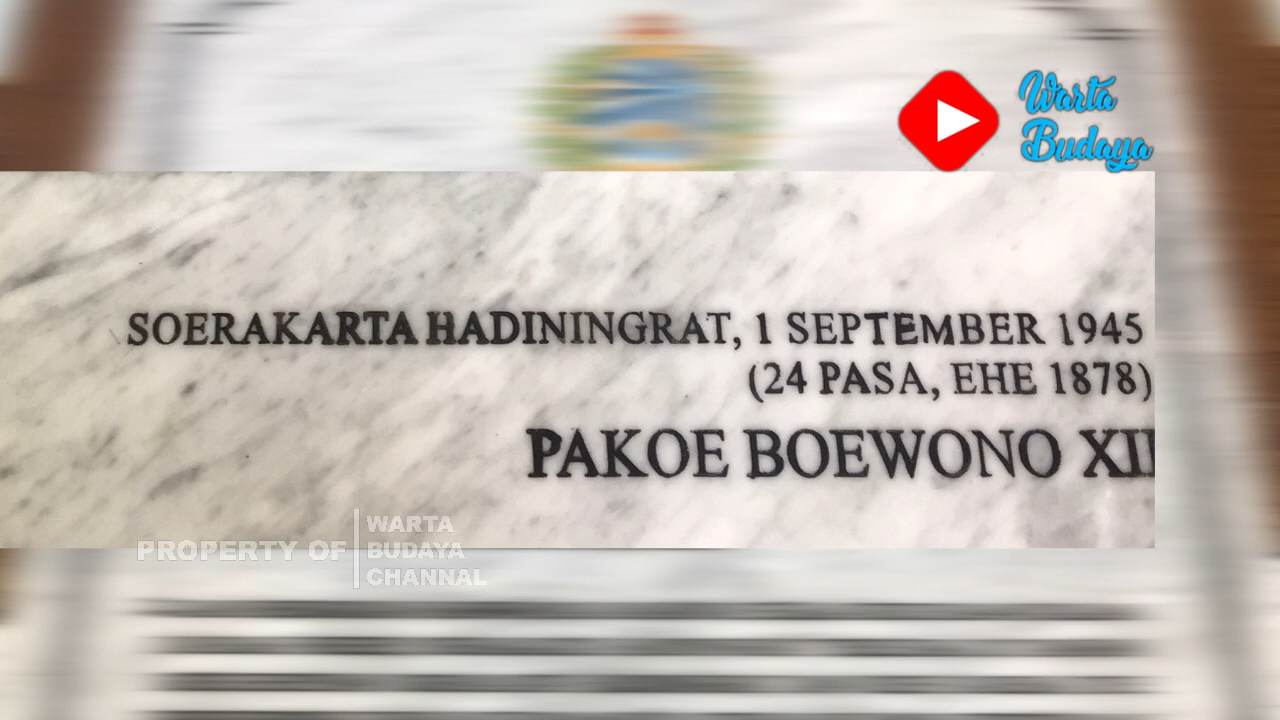 Warta
Budaya
SOERAKARTA HADININGRAT, 1 SEPTEMBER 1945
(24 PASA, EHE 1878)
PAKOE BOEWONO XII
PROPERTY OF
WARTA
BUDAYA
CHANNAL